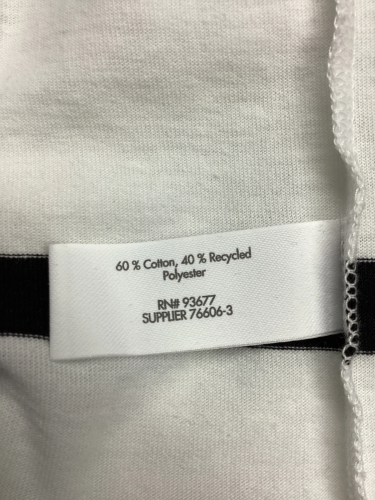 60 % Cotton, 40 % Recycled
Polyester
RN# 93677
SUPPLIER 76606-3